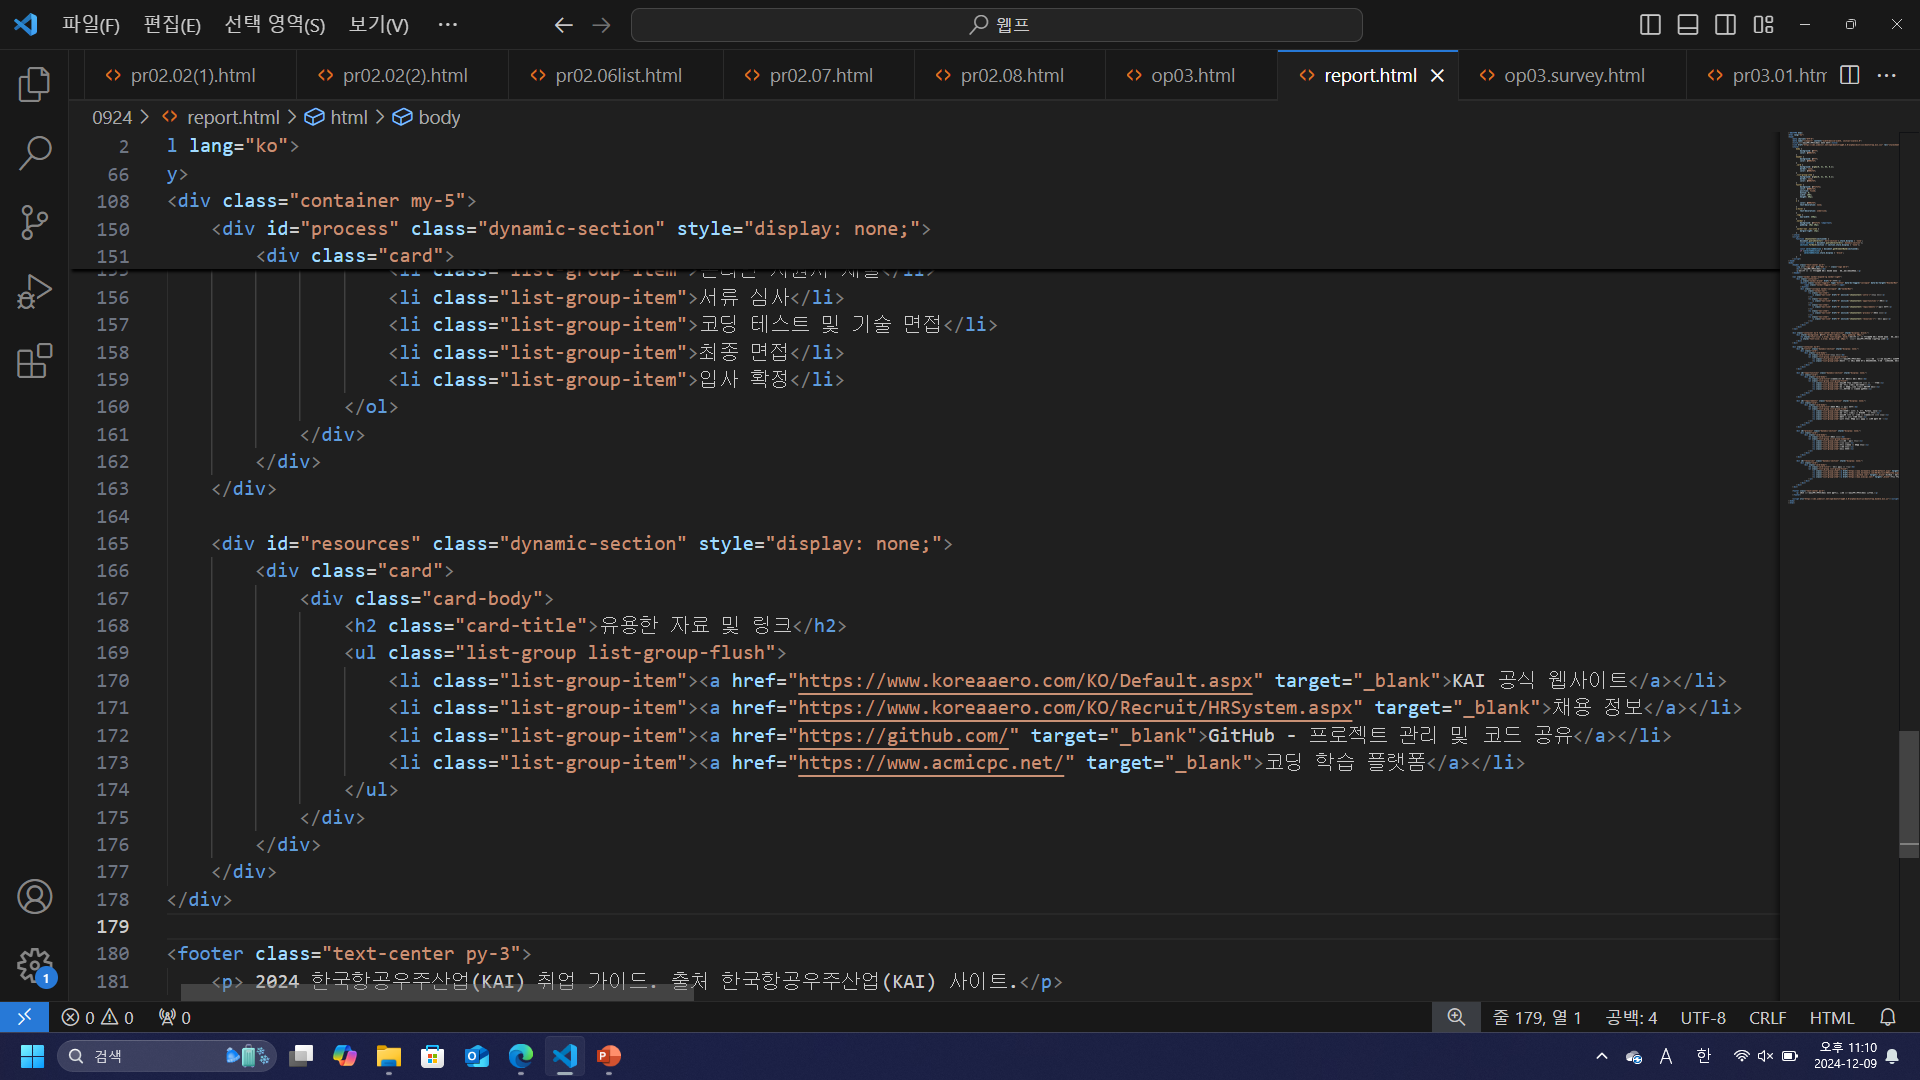 파일(F) 편집(E) 선택 영역(S) 보기(V) ··· 웹프
pr02.02(1).html pr02.02(2).html pr02.06list.html pr02.07.html pr02.08.html op03.html report.html op03.survey.html pr03.01.htm
0924 > report.html > html > body
2 l lang="ko">
66 y>
108 <div class="container my-5">
150 <div id="process" class="dynamic-section" style="display: none;">
151 <div class="card">
156 <li class="list-group-item">서류 심사</li>
157 <li class="list-group-item">코딩 테스트 및 기술 면접</li>
158 <li class="list-group-item">최종 면접</li>
159 <li class="list-group-item">입사 확정</li>
160 </ol>
161 </div>
162 </div>
163 </div>
164
165 <div id="resources" class="dynamic-section" style="display: none;">
166 <div class="card">
167 <div class="card-body">
168 <h2 class="card-title">유용한 자료 및 링크</h2>
169 <ul class="list-group list-group-flush">
170 <li class="list-group-item"><a href="https://www.koreaaero.com/KO/Default.aspx" target="_blank">KAI 공식 웹사이트</a></li>
171 <li class="list-group-item"><a href="https://www.koreaaero.com/KO/Recruit/HRSystem.aspx" target="_blank">채용 정보</a></li>
172 <li class="list-group-item"><a href="https://github.com/" target="_blank">GitHub - 프로젝트 관리 및 코드 공유</a></li>
173 <li class="list-group-item"><a href="https://www.acmicpc.net/" target="_blank">코딩 학습 플랫폼</a></li>
174 </ul>
175 </div>
176 </div>
177 </div>
178 </div>
179
180 <footer class="text-center py-3">
181 <p> 2024 한국항공우주산업(KAI) 취업 가이드. 출처 한국항공우주산업(KAI) 사이트.</p>
1
0 0 0 줄 179, 열 1 공백: 4 UTF-8 CRLF HTML
검색 A 한 오후 11:10
2024-12-09